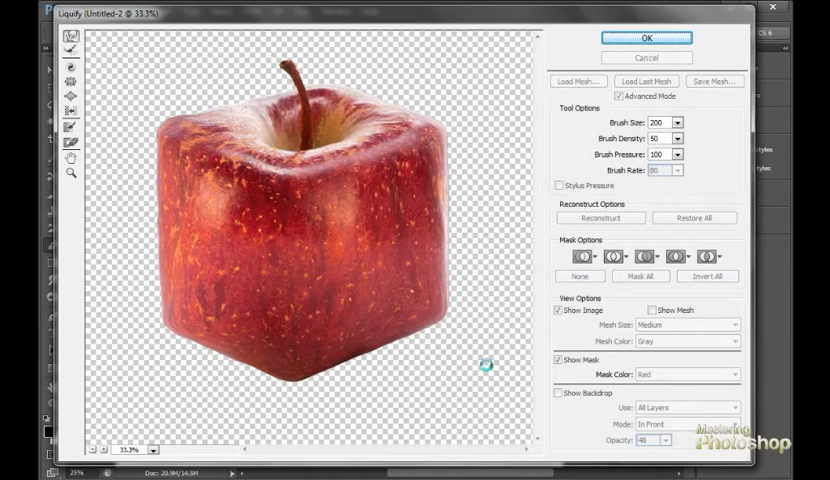 Liquify (Untitled-2 @ 33.3%)
OK
CS 6
Cancel
Load Mesh...
Load Last Mesh
Save Mesh...
Advanced Mode
Tool Options
Brush Size: 200
Brush Density: 50
Styles
Brush Pressure: 100
Styles
Brush Rate: 80
Stylus Pressure
Reconstruct Options
Reconstruct
Restore All
Mask Options
None
Mask All
Invert All
View Options
Show Image
Show Mesh
Mesh Size: Medium
Mesh Color: Gray
Show Mask
Mask Color: Red
Show Backdrop
Use: All Layers
Mode: In Front
Mastering
Photoshop
Opacity: 48
33.3%
25%
Doc: 20.9M/14.5M